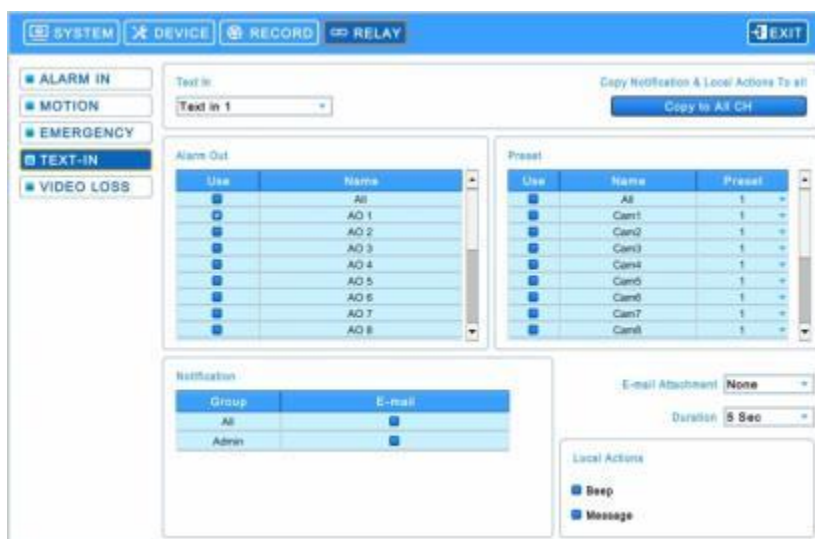 SYSTEM DEVICE RECORD RELAY EXIT
ALARM IN
MOTION
EMERGENCY
TEXT-IN
VIDEO LOSS
Text In
Text in 1
Copy Notification & Local Actions To all
Copy to All CH
Alarm Out
Use Name
All
AO 1
AO 2
AO 3
AO 4
AO 5
AO 6
AO 7
AO 8
Preset
Use Name Preset
All 1
Cam1 1
Cam2 1
Cam3 1
Cam4 1
Cam5 1
Cam6 1
Cam7 1
Cam8 1
Notification
Group E-mail
All
Admin
E-mail Attachment None
Duration 5 Sec
Local Actions
Beep
Message